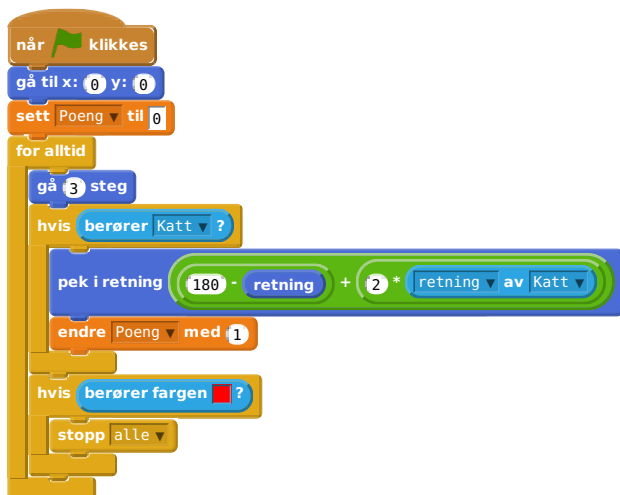 når klikkes
gå til x: 0 y: 0
sett Poeng ▼ til 0
for alltid
gå 3 steg
hvis berører Katt ▼ ?
pek i retning 180 - retning + 2 * retning ▼ av Katt ▼
endre Poeng ▼ med 1
hvis berører fargen ?
stopp alle ▼